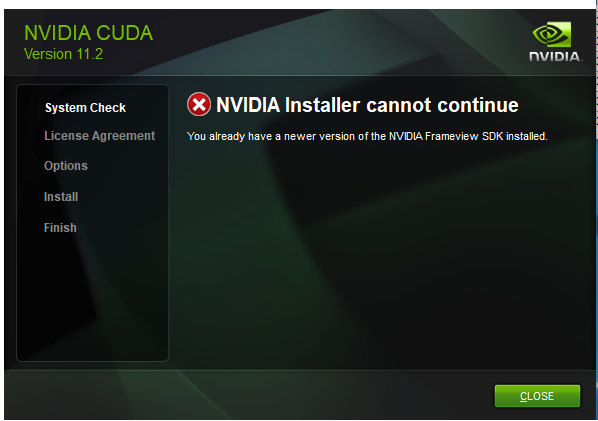 NVIDIA CUDA
Version 11.2
NVIDIA
System Check
License Agreement
Options
Install
Finish
NVIDIA Installer cannot continue
You already have a newer version of the NVIDIA Frameview SDK installed.
CLOSE